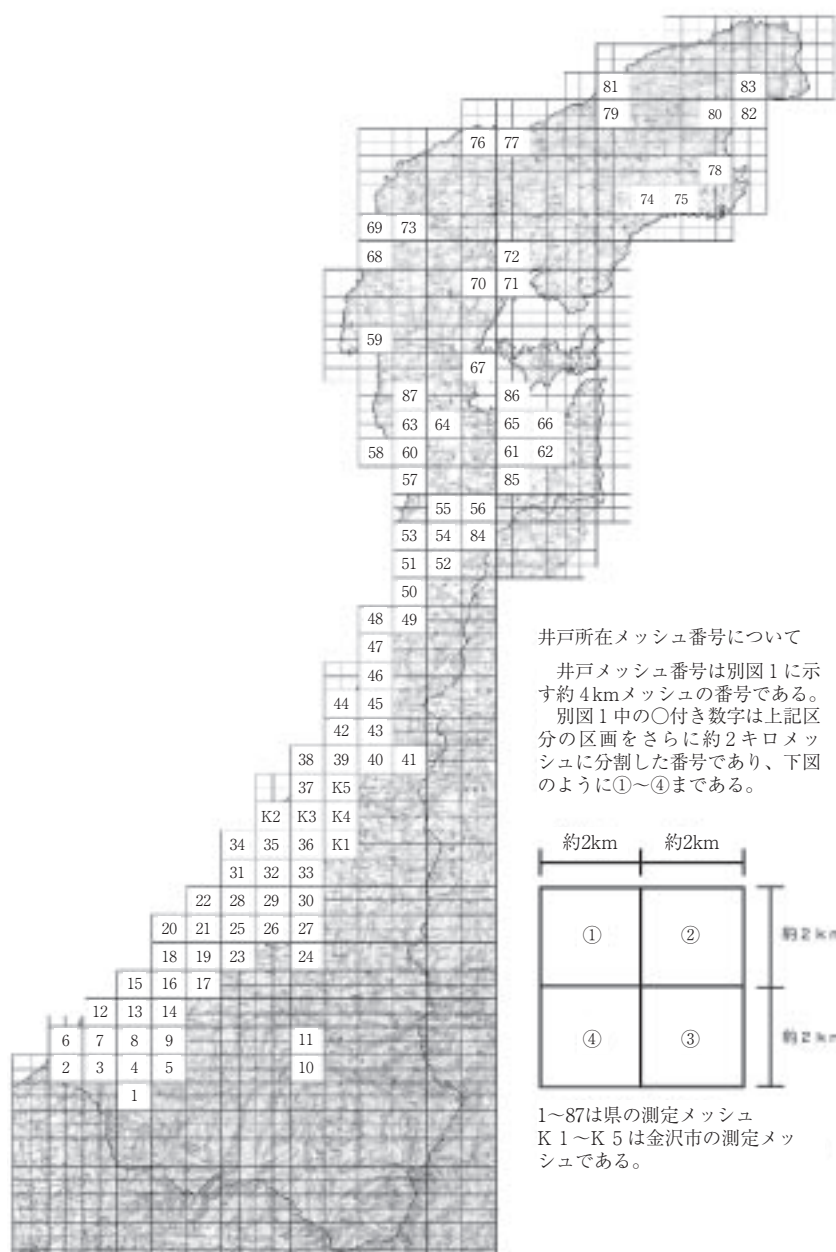 81 83
79 80 82
76 77
78
74 75
69 73
68 72
70 71
59
67
87 86
63 64 65 66
58 60 61 62
57 85
55 56
53 54 84
51 52
50
48 49
47
46
44 45
42 43
38 39 40 41
37 K5
K2 K3 K4
34 35 36 K1
31 32 33
22 28 29 30
20 21 25 26 27
18 19 23 24
15 16 17
12 13 14
6 7 8 9 11
2 3 4 5 10
1
井戸所在メッシュ番号について
井戸メッシュ番号は別図1に示
す約4kmメッシュの番号である。
別図1中の○付き数字は上記区
分の区画をさらに約2キロメッ
シュに分割した番号であり、下図
のように①～④まである。
約2km 約2km
① ② 約2km
④ ③ 約2km
1～87は県の測定メッシュ
K1～K5は金沢市の測定メッ
シュである。